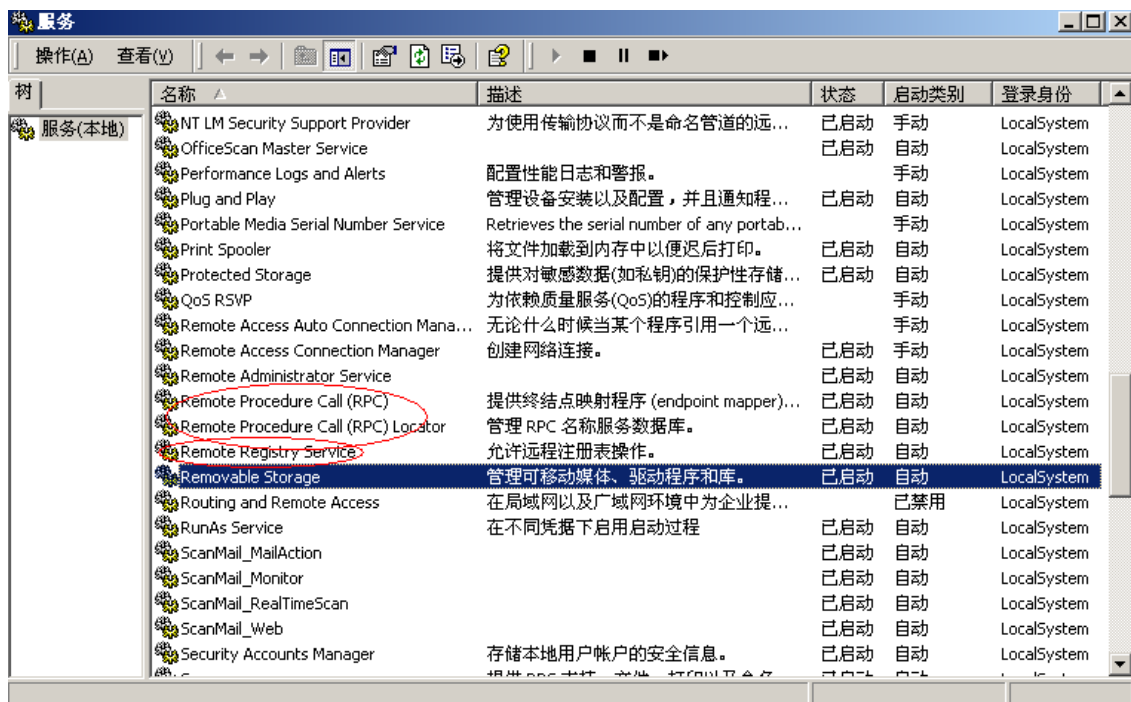 服务
操作(A) 查看(V)
树
服务(本地)
名称 描述 状态 启动类别 登录身份
NT LM Security Support Provider 为使用传输协议而不是命名管道的远... 已启动 手动 LocalSystem
OfficeScan Master Service 已启动 自动 LocalSystem
Performance Logs and Alerts 配置性能日志和警报。 手动 LocalSystem
Plug and Play 管理设备安装以及配置，并且通知程... 已启动 自动 LocalSystem
Portable Media Serial Number Service Retrieves the serial number of any portab... 手动 LocalSystem
Print Spooler 将文件加载到内存中以便迟后打印。 已启动 自动 LocalSystem
Protected Storage 提供对敏感数据(如私钥)的保护性存储... 已启动 自动 LocalSystem
QoS RSVP 为依赖质量服务(QoS)的程序和控制应... 手动 LocalSystem
Remote Access Auto Connection Mana... 无论什么时候当某个程序引用一个远... 手动 LocalSystem
Remote Access Connection Manager 创建网络连接。 已启动 手动 LocalSystem
Remote Administrator Service 已启动 自动 LocalSystem
Remote Procedure Call (RPC) 提供终结点映射程序 (endpoint mapper)... 已启动 自动 LocalSystem
Remote Procedure Call (RPC) Locator 管理 RPC 名称服务数据库。 已启动 自动 LocalSystem
Remote Registry Service 允许远程注册表操作。 已启动 自动 LocalSystem
Removable Storage 管理可移动媒体、驱动程序和库。 已启动 自动 LocalSystem
Routing and Remote Access 在局域网以及广域网环境中为企业提... 已禁用 LocalSystem
RunAs Service 在不同凭据下启用启动过程 已启动 自动 LocalSystem
ScanMail_MailAction 已启动 自动 LocalSystem
ScanMail_Monitor 已启动 自动 LocalSystem
ScanMail_RealTimeScan 已启动 自动 LocalSystem
ScanMail_Web 已启动 自动 LocalSystem
Security Accounts Manager 存储本地用户帐户的安全信息。 已启动 自动 LocalSystem